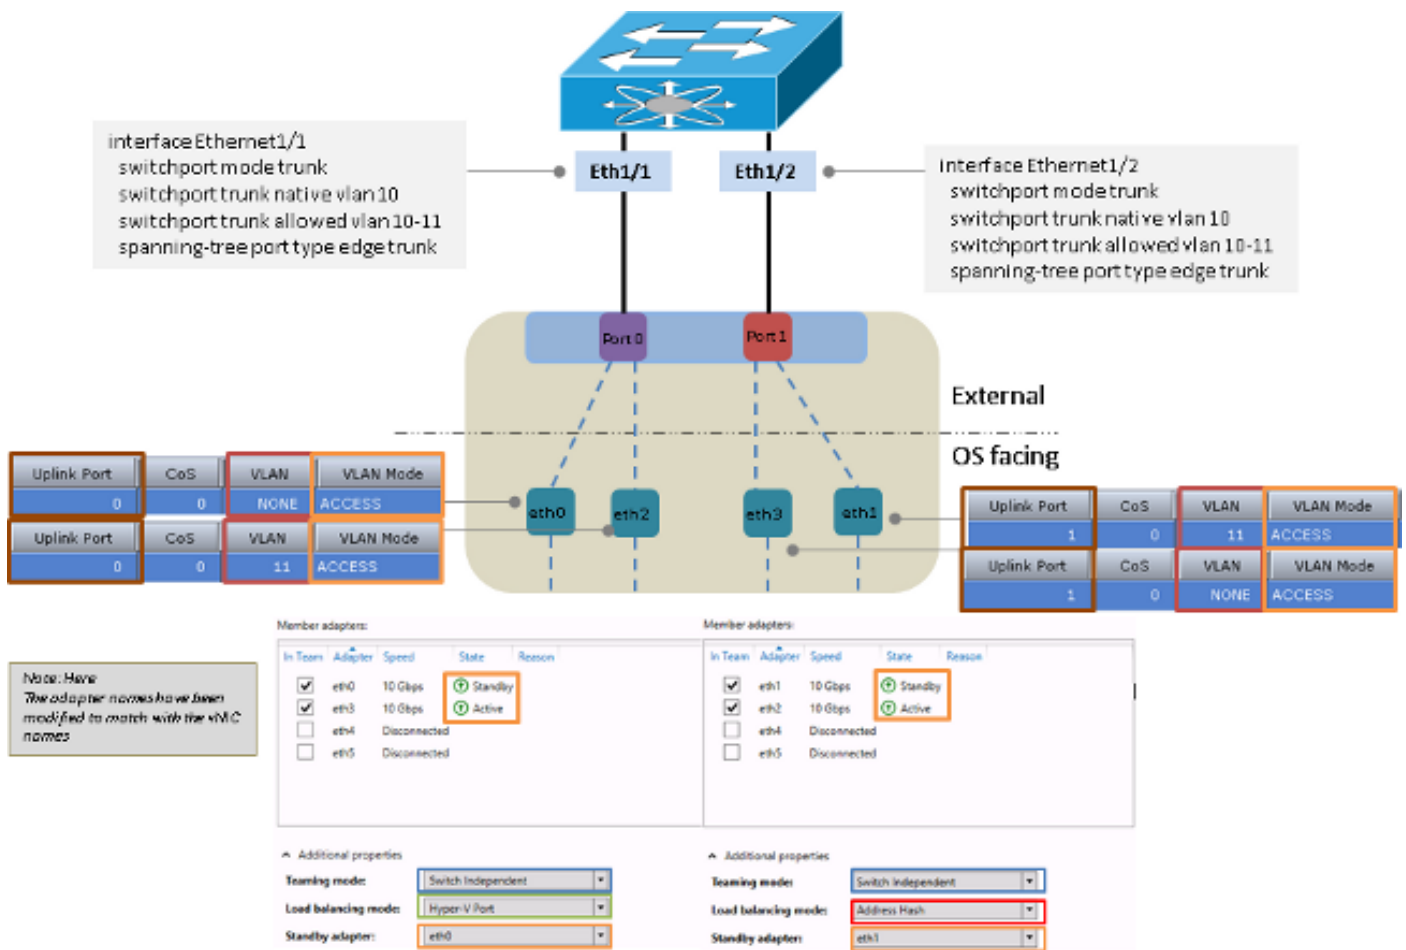 interface Ethernet1/1
switchport mode trunk
switchport trunk native vlan 10
switchport trunk allowed vlan 10-11
spanning-tree port type edge trunk
Eth1/1
Eth1/2
interface Ethernet1/2
switchport mode trunk
switchport trunk native vlan 10
switchport trunk allowed vlan 10-11
spanning-tree port type edge trunk
Port 0
Port 1
External
OS facing
Uplink Port CoS VLAN VLAN Mode
0 0 NONE ACCESS
Uplink Port CoS VLAN VLAN Mode
0 0 11 ACCESS
eth0
eth2
eth3
eth1
Uplink Port CoS VLAN VLAN Mode
1 0 11 ACCESS
Uplink Port CoS VLAN VLAN Mode
1 0 NONE ACCESS
Note: Here
The adapter names have been
modified to match with the vNIC
names
Member adapters:
In Team Adapter Speed State Reason
eth0 10 Gbps Standby
eth3 10 Gbps Active
eth4 Disconnected
eth5 Disconnected
Additional properties
Teaming mode: Switch Independent
Load balancing mode: Hyper-V Port
Standby adapter: eth0
Member adapters:
In Team Adapter Speed State Reason
eth1 10 Gbps Standby
eth2 10 Gbps Active
eth4 Disconnected
eth5 Disconnected
Additional properties
Teaming mode: Switch Independent
Load balancing mode: Address Hash
Standby adapter: eth1